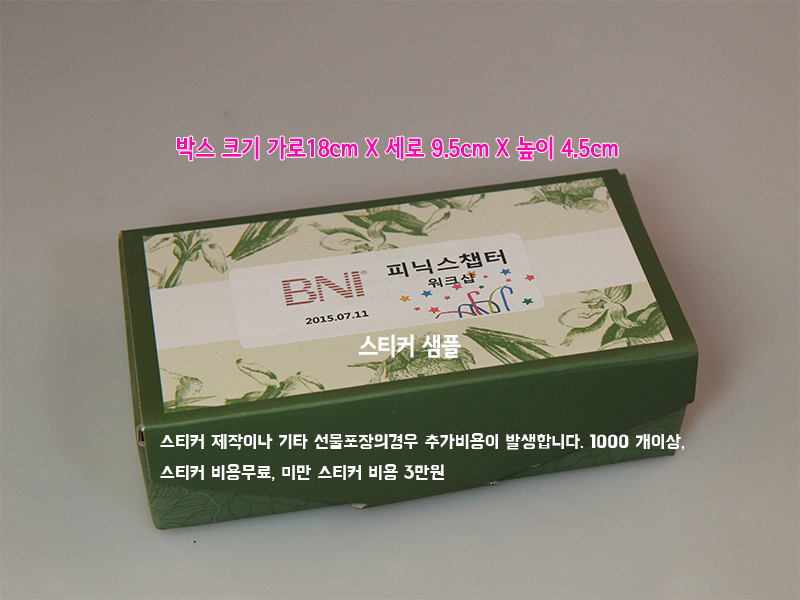 박스 크기 가로18cm X 세로 9.5cm X 높이 4.5cm
BNI® 피닉스챕터
워크샵
2015.07.11
스티커 샘플
스티커 제작이나 기타 선물포장의경우 추가비용이 발생합니다. 1000 개이상,
스티커 비용무료, 미만 스티커 비용 3만원